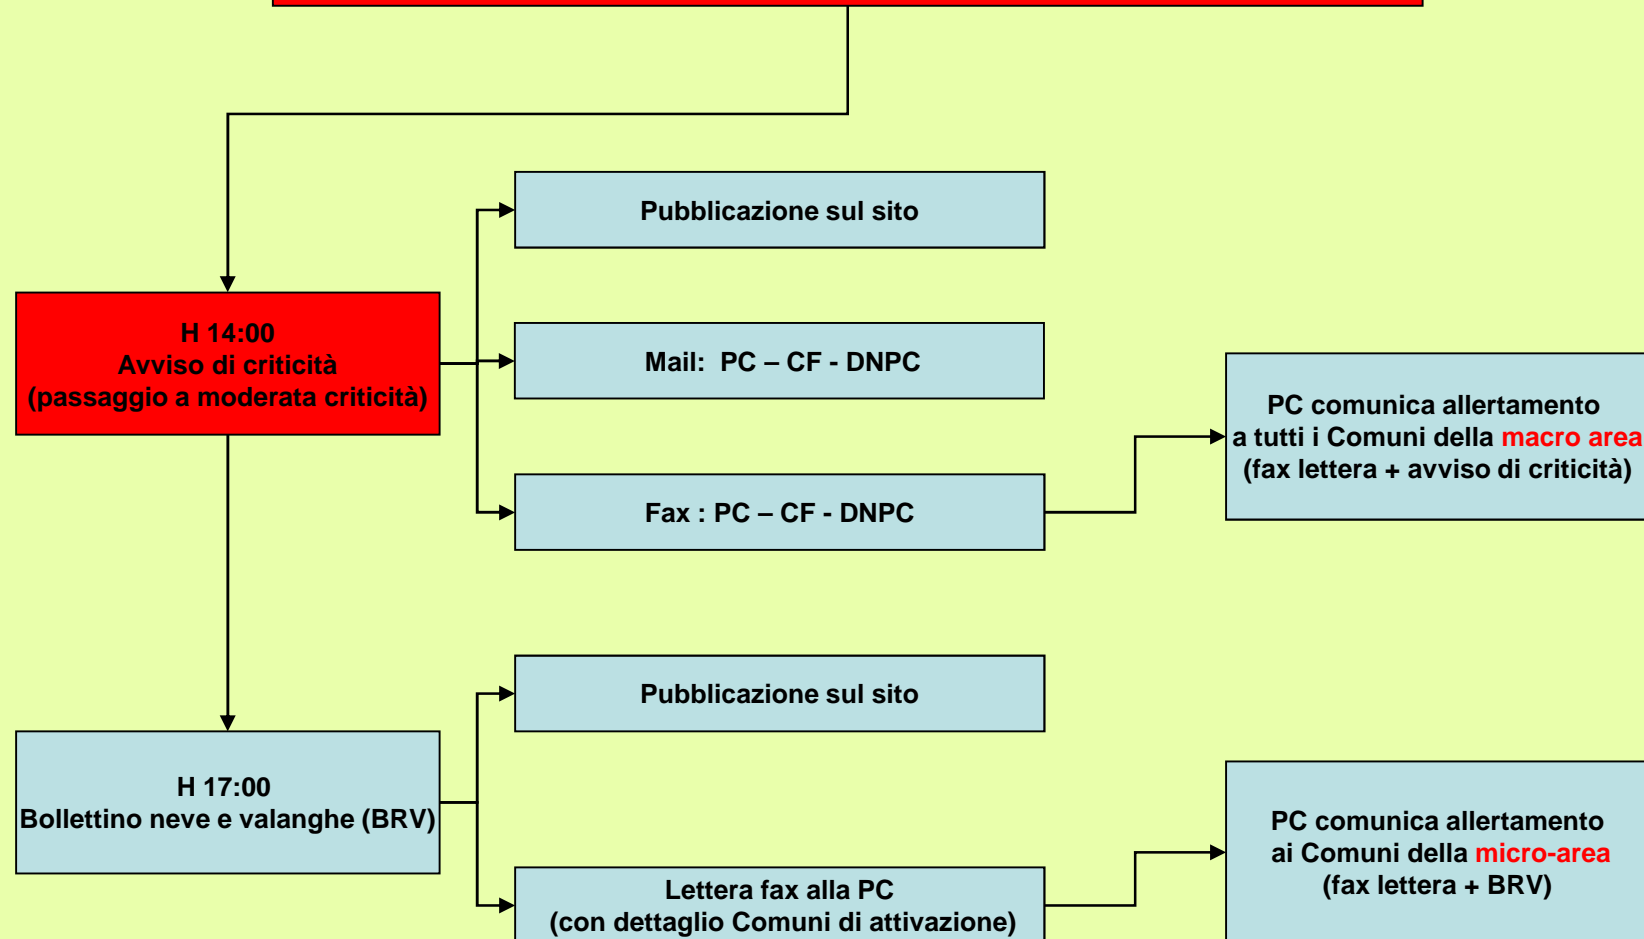 Pubblicazione sul sito
H 14:00
Avviso di criticità
(passaggio a moderata criticità)
Mail:  PC – CF - DNPC
Fax : PC – CF - DNPC
PC comunica allertamento
a tutti i Comuni della macro area
(fax lettera + avviso di criticità)
Pubblicazione sul sito
H 17:00
Bollettino neve e valanghe (BRV)
Lettera fax alla PC
(con dettaglio Comuni di attivazione)
PC comunica allertamento
ai Comuni della micro-area
(fax lettera + BRV)